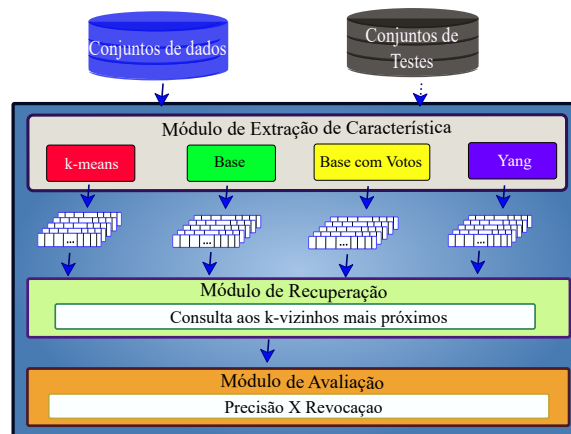 Conjuntos de dados
Conjuntos de
Testes
Módulo de Extração de Característica
k-means
Base
Base com Votos
Yang
...
...
...
...
Módulo de Recuperação
Consulta aos k-vizinhos mais próximos
Módulo de Avaliação
Precisão X Revocaçao